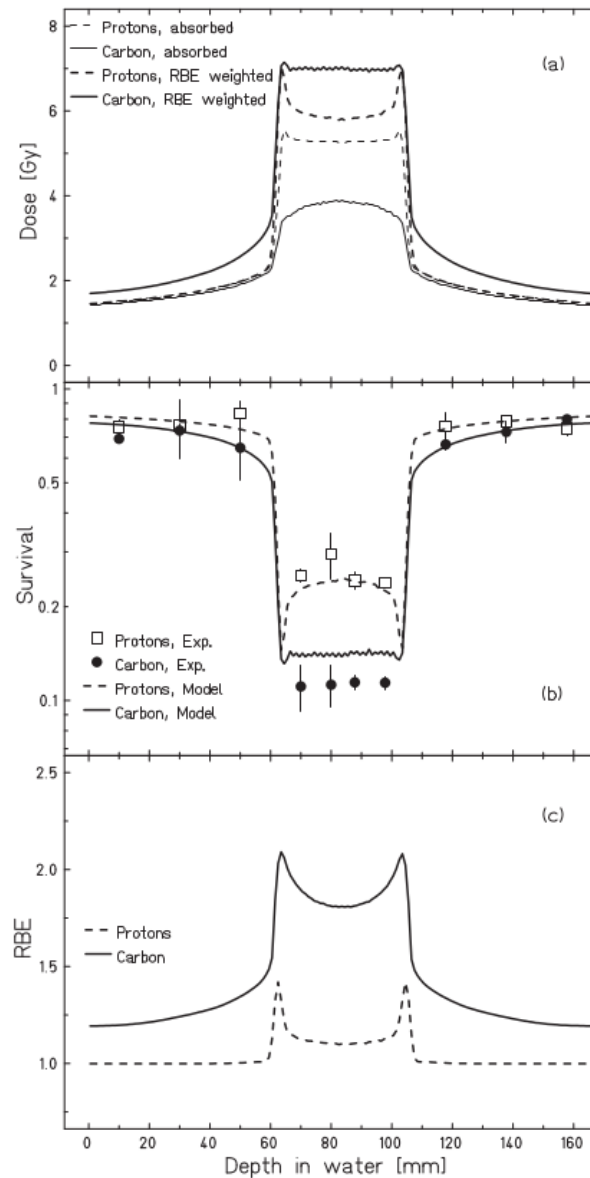 8
6
4
2
0
Dose [Gy]
Protons, absorbed
Carbon, absorbed
Protons, RBE weighted
Carbon, RBE weighted
(a)
1
0.5
0.2
0.1
Survival
Protons, Exp.
Carbon, Exp.
Protons, Model
Carbon, Model
(b)
2.5
2.0
1.5
1.0
RBE
Protons
Carbon
(c)
0 20 40 60 80 100 120 140 160
Depth in water [mm]